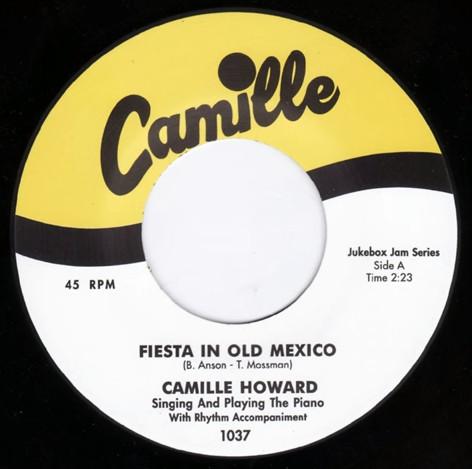 Camille
Jukebox Jam Series
Side A
Time 2:23
45 RPM
FIESTA IN OLD MEXICO
(B. Anson - T. Mossman)
CAMILLE HOWARD
Singing And Playing The Piano
With Rhythm Accompaniment
1037